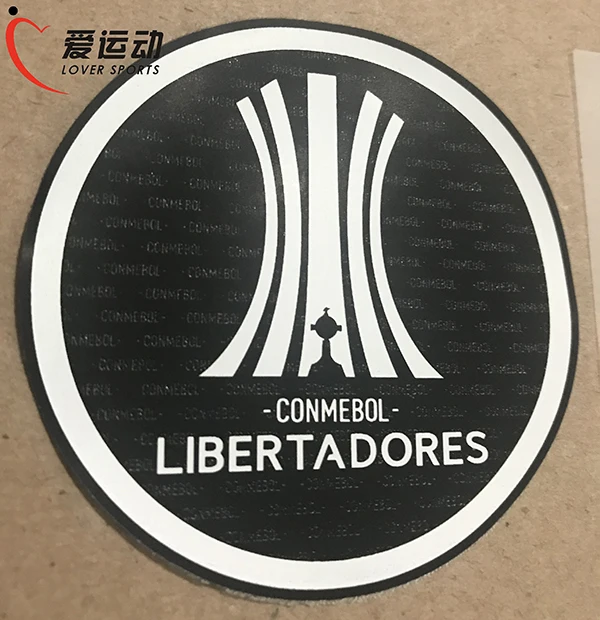 爱运动
LOVER SPORTS
-CONMEBOL-
LIBERTADORES